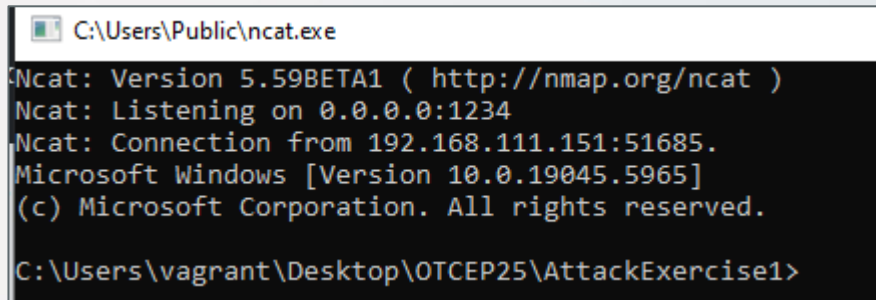 C:\Users\Public\ncat.exe
Ncat: Version 5.59BETA1 ( http://nmap.org/ncat )
Ncat: Listening on 0.0.0.0:1234
Ncat: Connection from 192.168.111.151:51685.
Microsoft Windows [Version 10.0.19045.5965]
(c) Microsoft Corporation. All rights reserved.
C:\Users\vagrant\Desktop\OTCEP25\AttackExercise1>